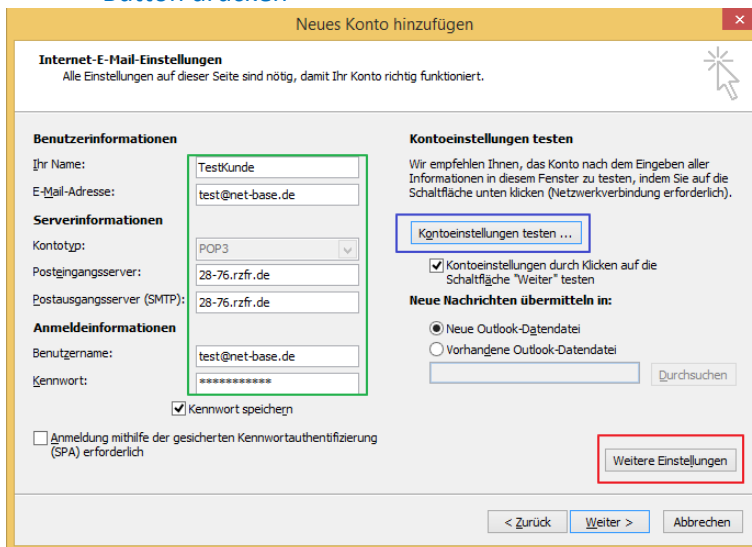 Button drücken
Neues Konto hinzufügen
Internet-E-Mail-Einstellungen
Alle Einstellungen auf dieser Seite sind nötig, damit Ihr Konto richtig funktioniert.
Benutzerinformationen
Ihr Name: TestKunde
E-Mail-Adresse: test@net-base.de
Serverinformationen
Kontotyp: POP3
Posteingangsserver: 28-76.rzfr.de
Postausgangsserver (SMTP): 28-76.rzfr.de
Anmeldeinformationen
Benutzername: test@net-base.de
Kennwort: ***********
Kennwort speichern
Anmeldung mithilfe der gesicherten Kennwortauthentifizierung
(SPA) erforderlich
Kontoeinstellungen testen
Wir empfehlen Ihnen, das Konto nach dem Eingeben aller
Informationen in diesem Fenster zu testen, indem Sie auf die
Schaltfläche unten klicken (Netzwerkverbindung erforderlich).
Kontoeinstellungen testen ...
Kontoeinstellungen durch Klicken auf die
Schaltfläche "Weiter" testen
Neue Nachrichten übermitteln in:
Neue Outlook-Datendatei
Vorhandene Outlook-Datendatei
Durchsuchen
Weitere Einstellungen
< Zurück
Weiter >
Abbrechen